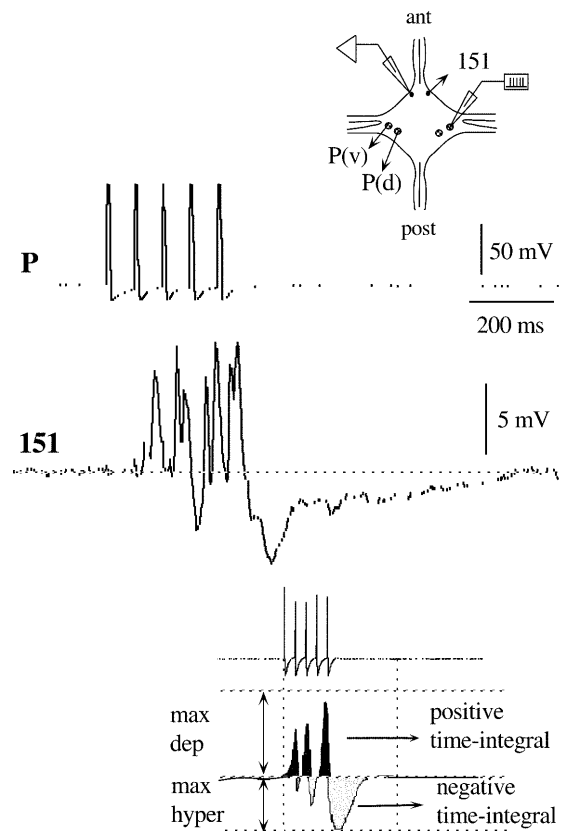 ant
151
P(v)
P(d)
post
P
50 mV
200 ms
151
5 mV
max
dep
positive
time-integral
max
hyper
negative
time-integral